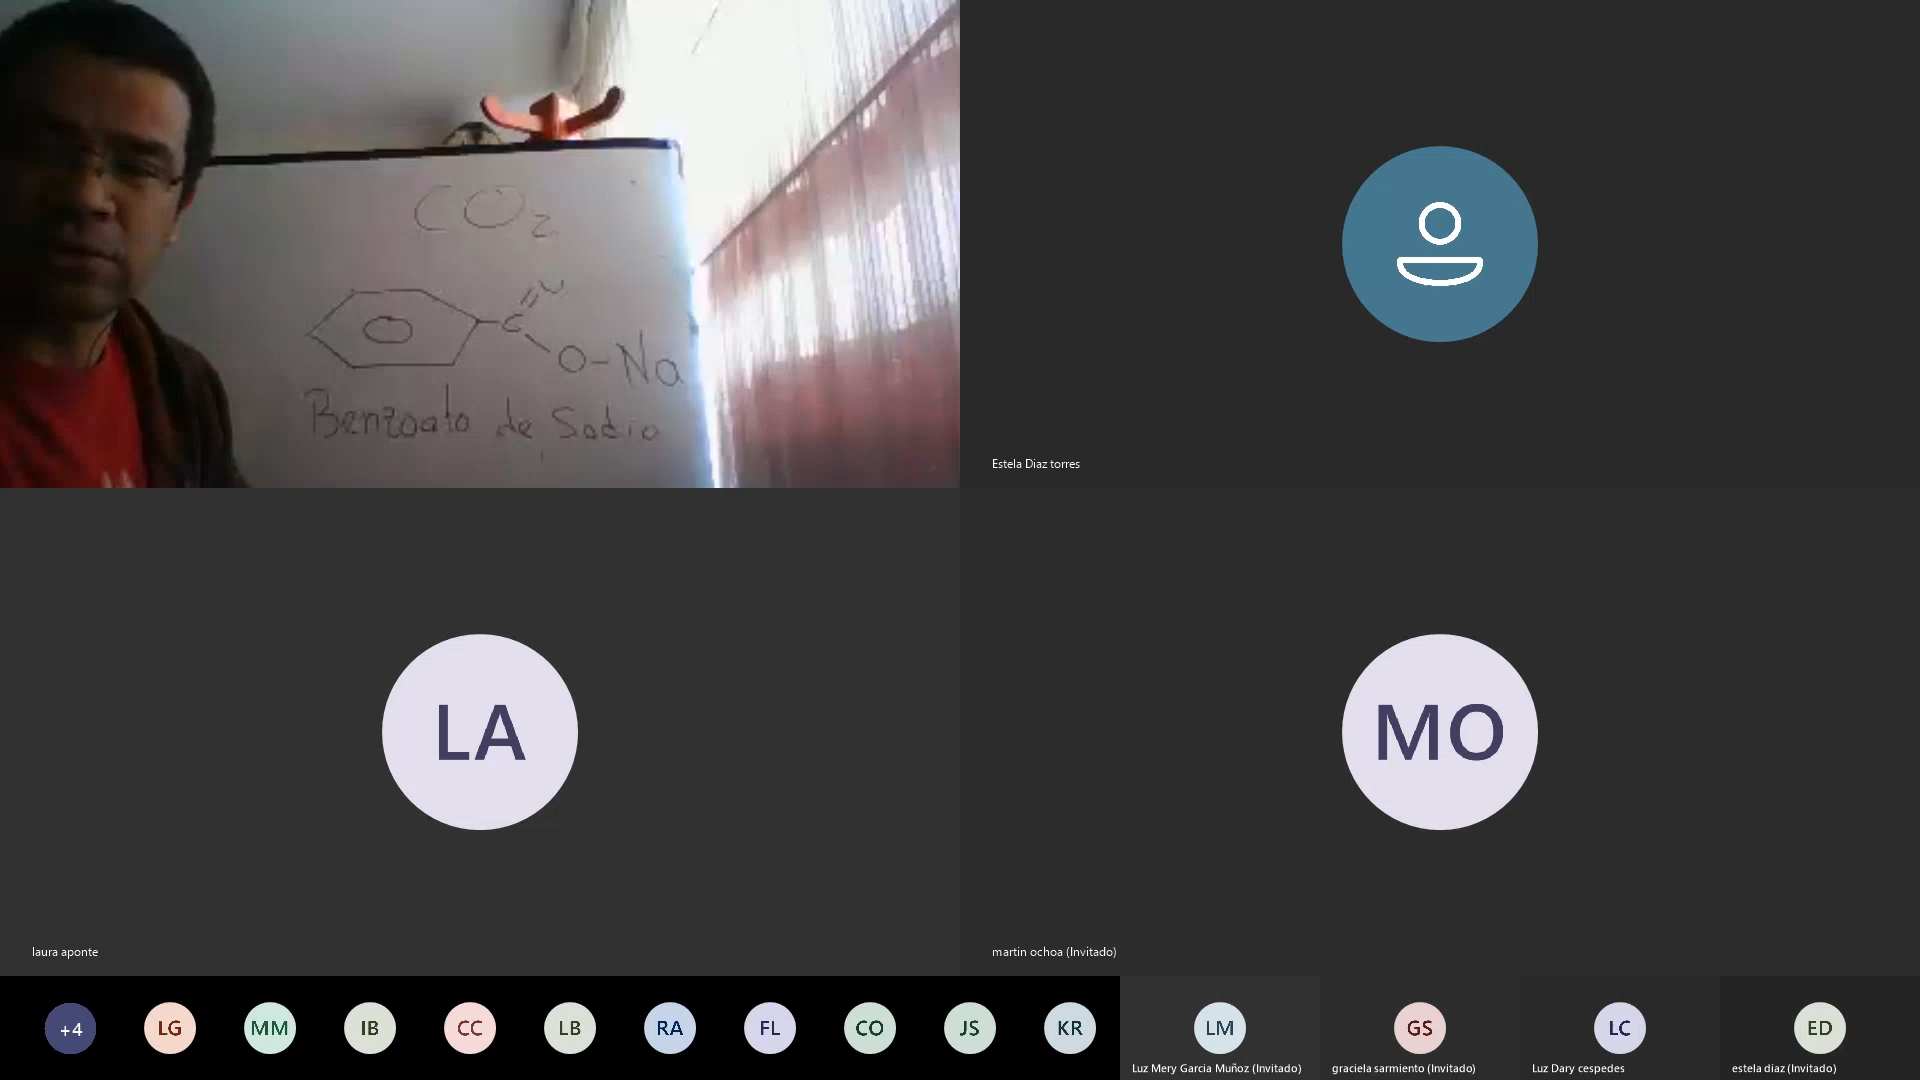 CO2
C
O-Na
Benzoato de Sodio
Estela Diaz torres
LA
MO
laura aponte
martin ochoa (Invitado)
+4
LG
MM
IB
CC
LB
RA
FL
CO
JS
KR
LM
GS
LC
ED
Luz Mery Garcia Muñoz (Invitado)
graciela sarmiento (Invitado)
Luz Dary cespedes
estela diaz (Invitado)